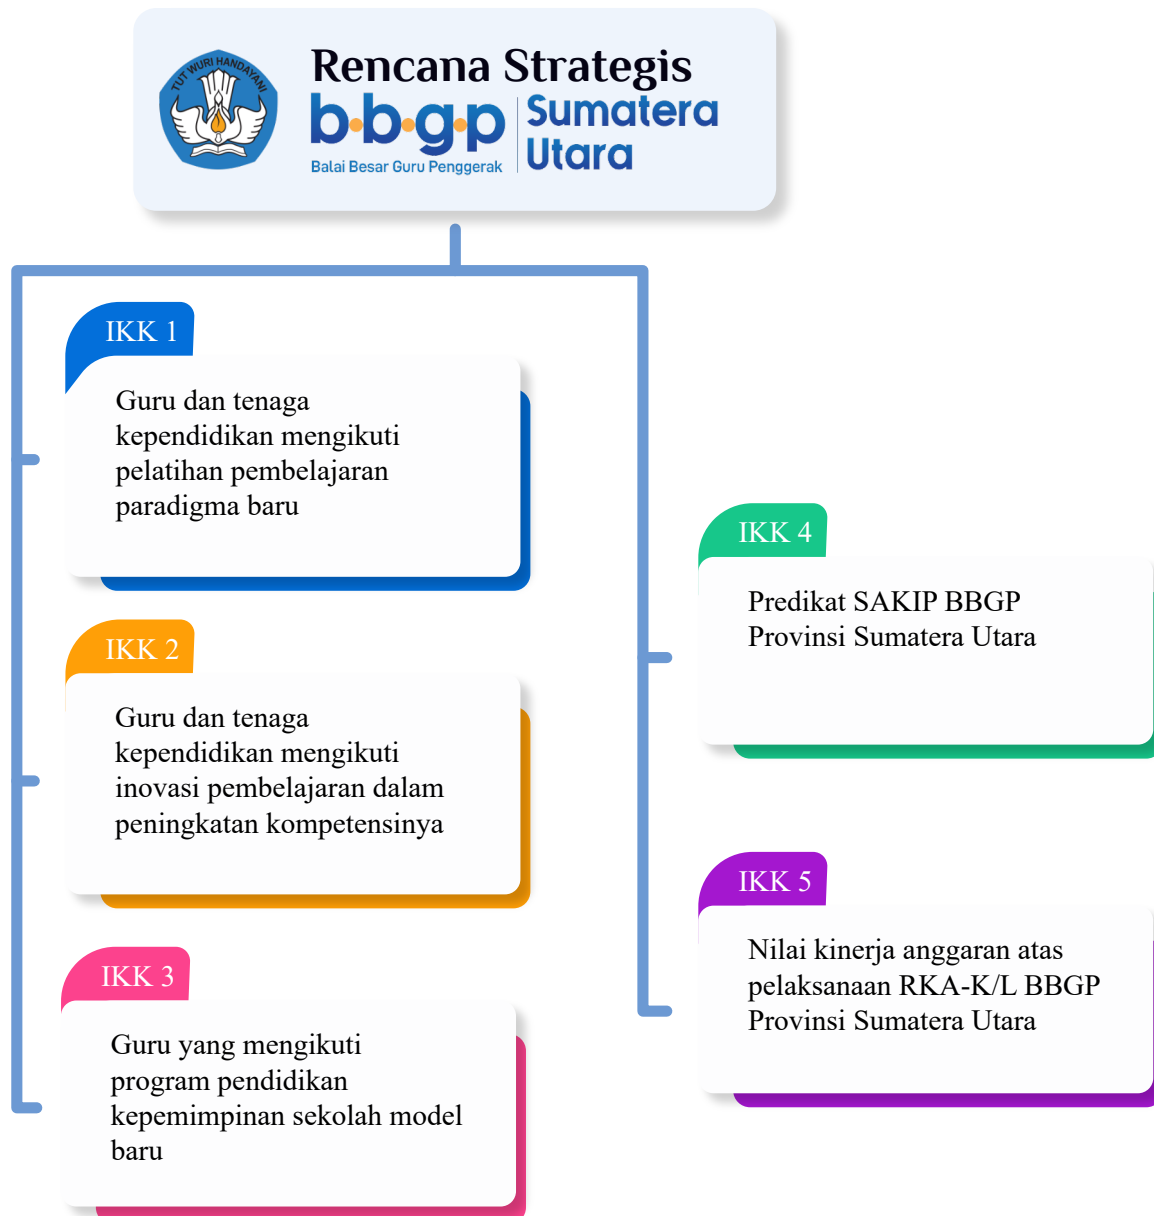 TUT WURI HANDAYANI
Rencana Strategis
b•b•g•p
Balai Besar Guru Penggerak
Sumatera
Utara
IKK 1
Guru dan tenaga
kependidikan mengikuti
pelatihan pembelajaran
paradigma baru
IKK 2
Guru dan tenaga
kependidikan mengikuti
inovasi pembelajaran dalam
peningkatan kompetensinya
IKK 3
Guru yang mengikuti
program pendidikan
kepemimpinan sekolah model
baru
IKK 4
Predikat SAKIP BBGP
Provinsi Sumatera Utara
IKK 5
Nilai kinerja anggaran atas
pelaksanaan RKA-K/L BBGP
Provinsi Sumatera Utara